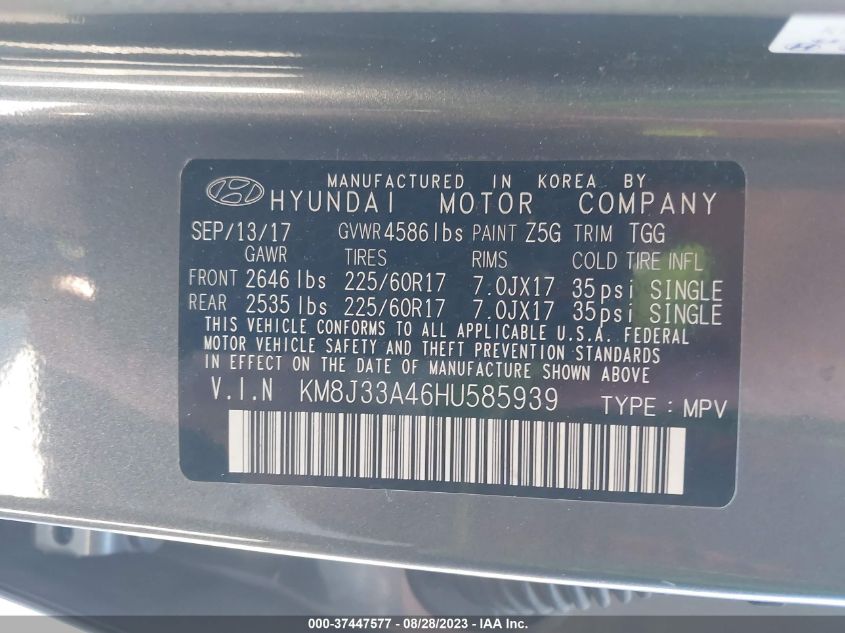 MANUFACTURED IN KOREA BY
HYUNDAI MOTOR COMPANY
SEP/13/17 GVWR 4586 lbs PAINT Z5G TRIM TGG
GAWR TIRES RIMS COLD TIRE INFL
FRONT 2646 lbs 225/60R17 7.0JX17 35psi SINGLE
REAR 2535 lbs 225/60R17 7.0JX17 35psi SINGLE
THIS VEHICLE CONFORMS TO ALL APPLICABLE U.S.A. FEDERAL
MOTOR VEHICLE SAFETY AND THEFT PREVENTION STANDARDS
IN EFFECT ON THE DATE OF MANUFACTURE SHOWN ABOVE
V.I.N KM8J33A46HU585939 TYPE : MPV
000-37447577 - 08/28/2023 - IAA Inc.